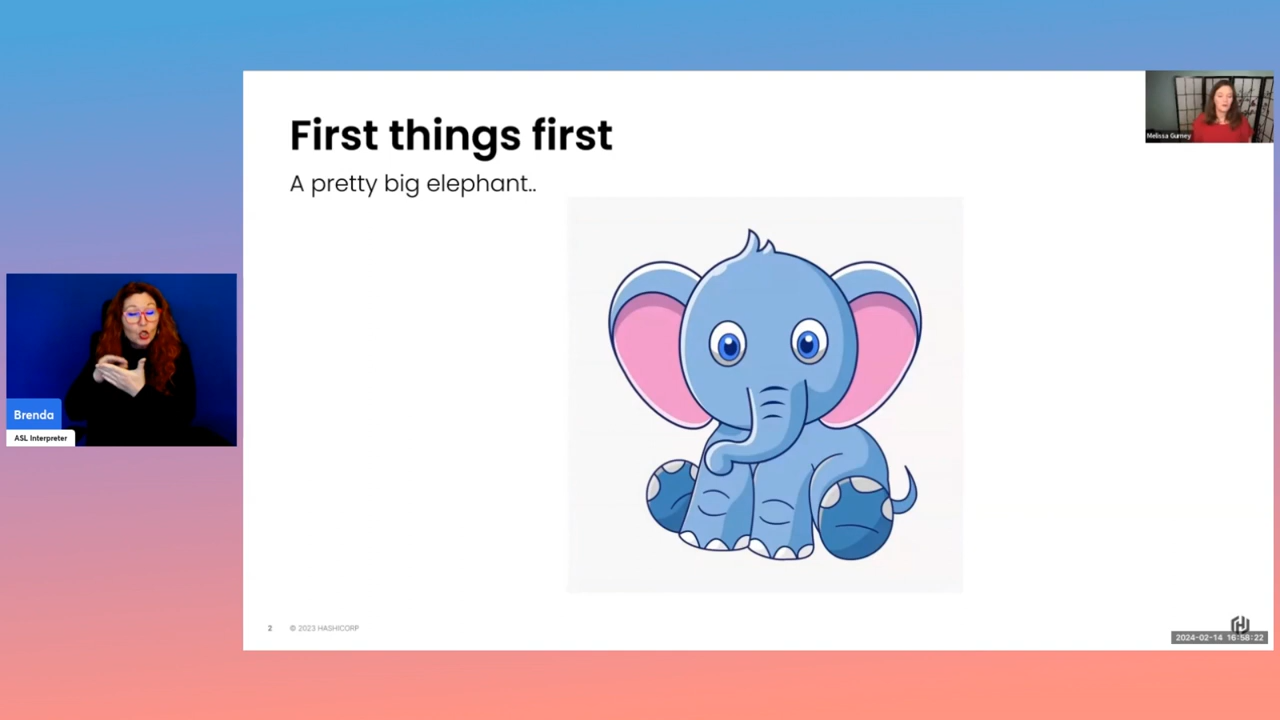 First things first
A pretty big elephant..
Melissa Gurney
Brenda
ASL Interpreter
2
© 2023 HASHICORP
2024-02-14 16:58:22